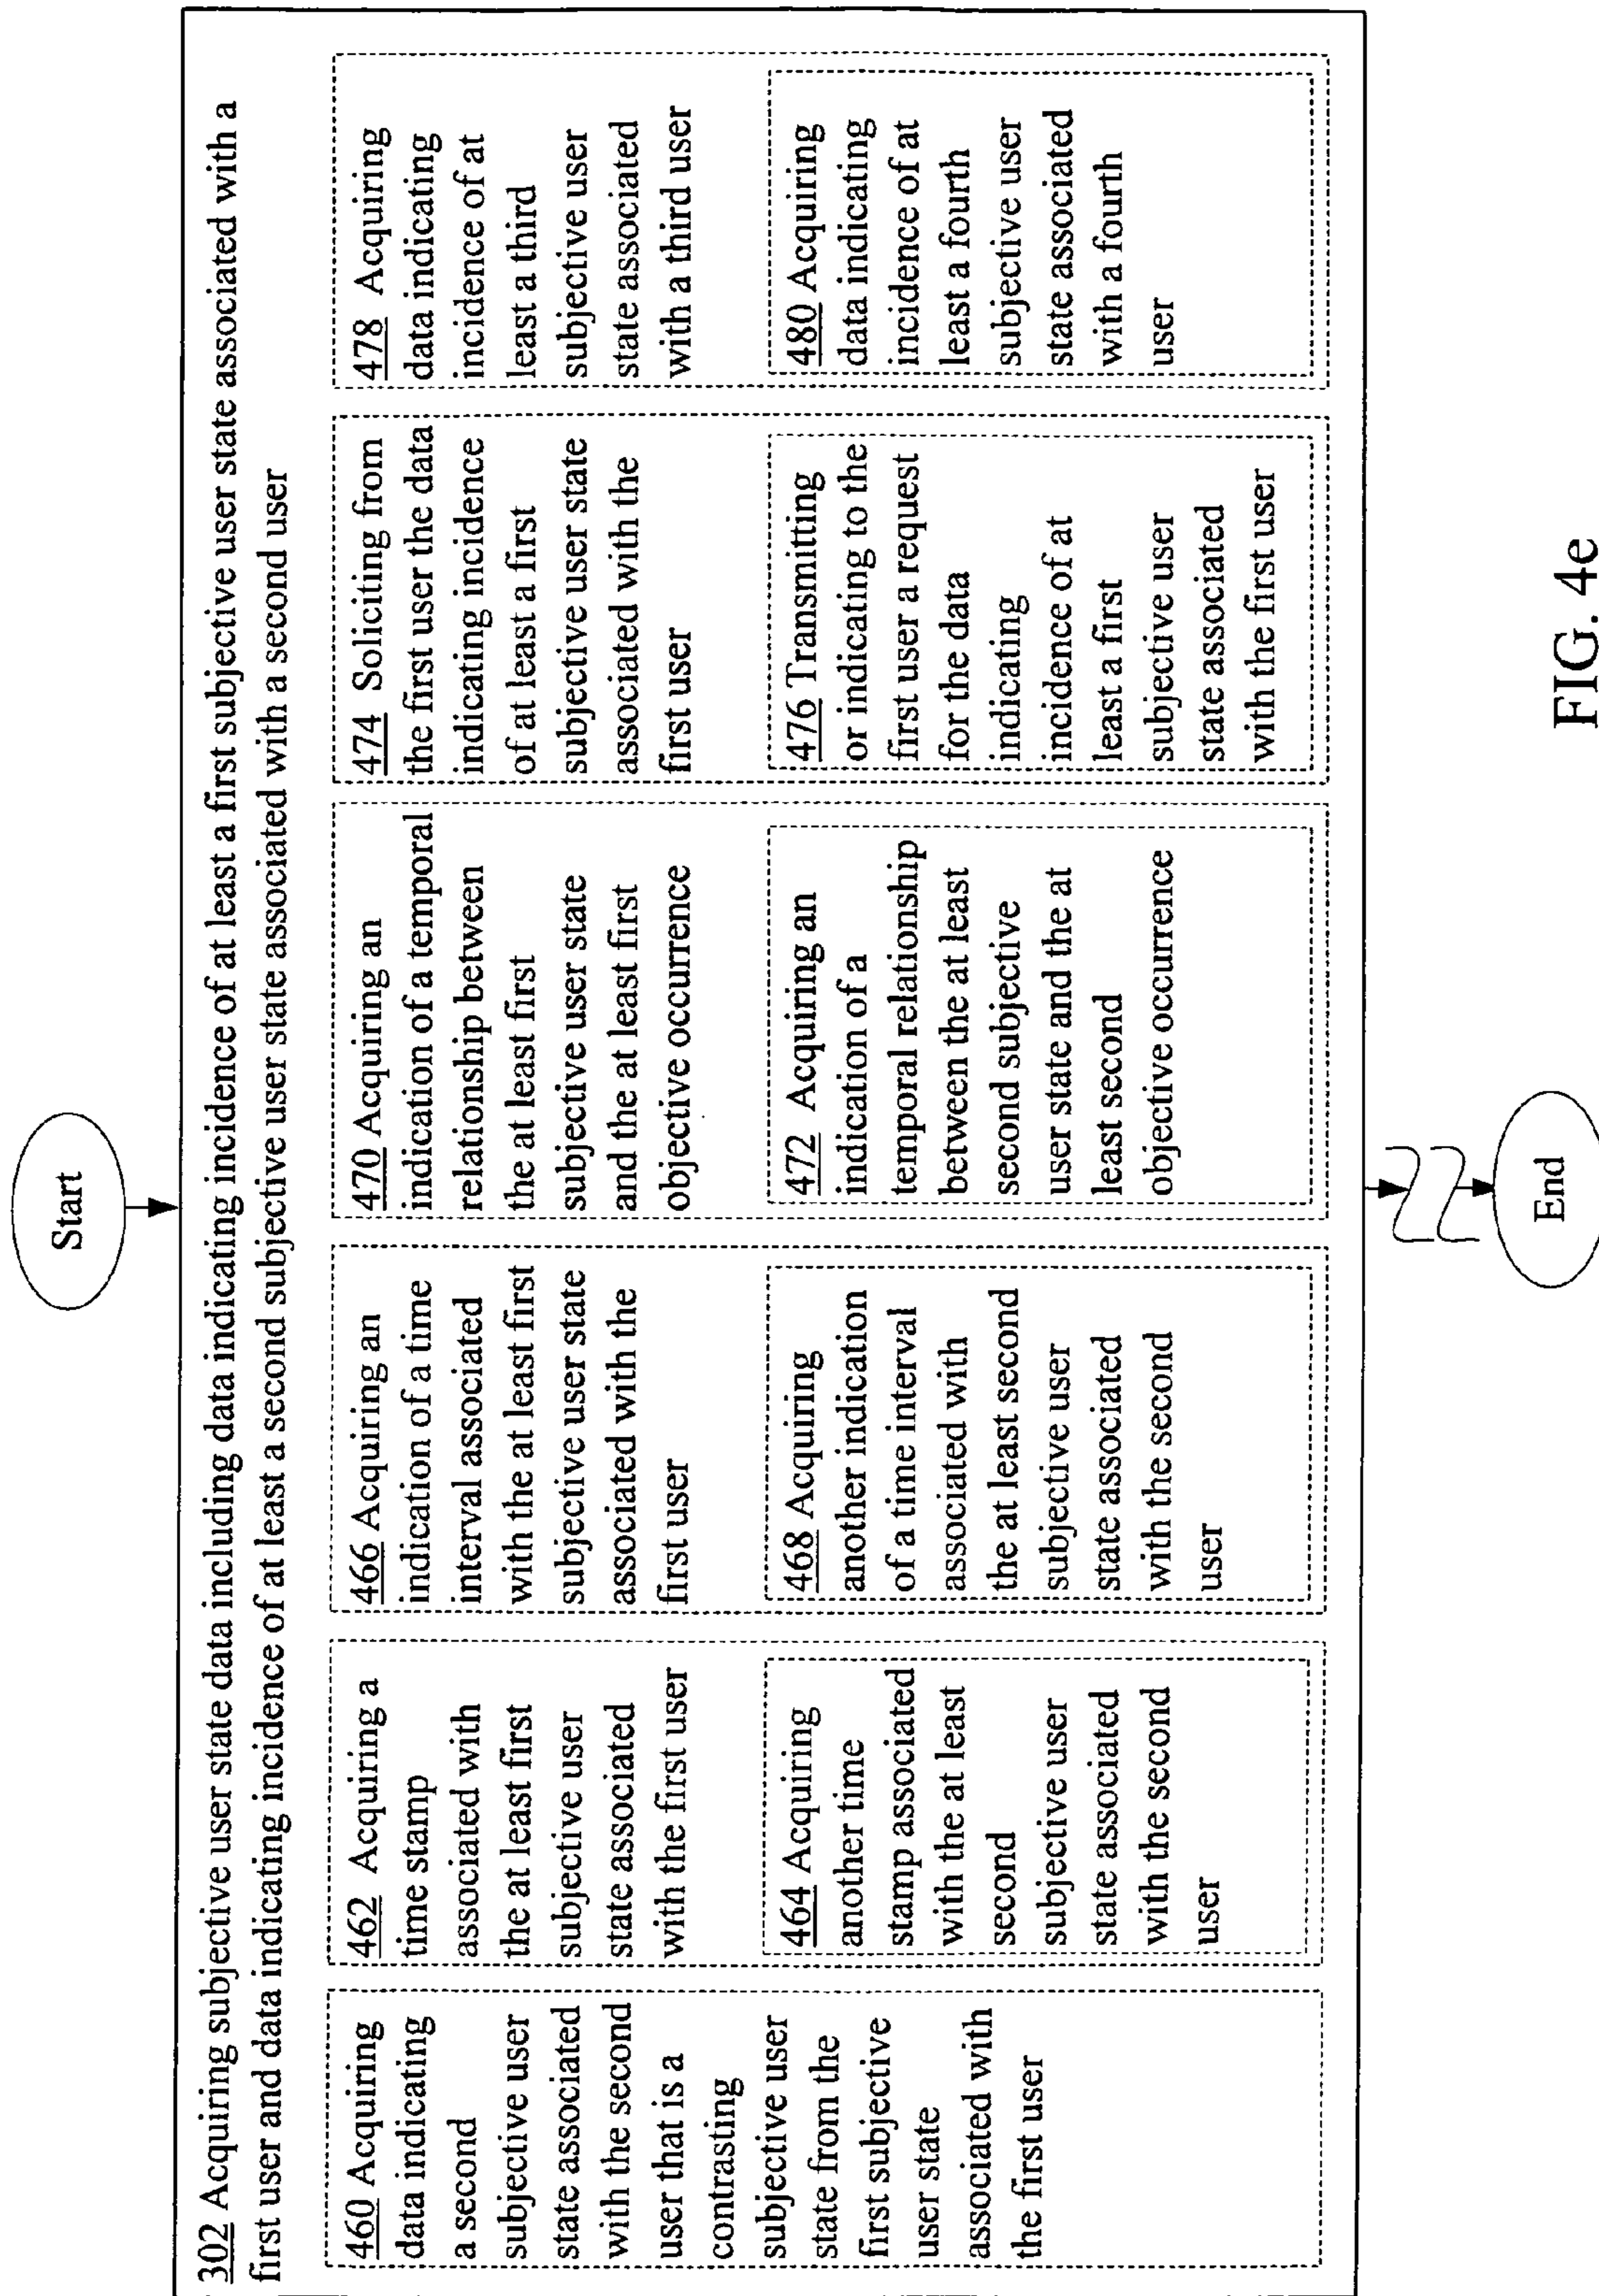 Start
302 Acquiring subjective user state data including data indicating incidence of at least a first subjective user state associated with a
first user and data indicating incidence of at least a second subjective user state associated with a second user
460 Acquiring
data indicating
a second
subjective user
state associated
with the second
user that is a
contrasting
subjective user
state from the
first subjective
user state
associated with
the first user
462 Acquiring a
time stamp
associated with
the at least first
subjective user
state associated
with the first user
464 Acquiring
another time
stamp associated
with the at least
second
subjective user
state associated
with the second
user
466 Acquiring an
indication of a time
interval associated
with the at least first
subjective user state
associated with the
first user
468 Acquiring
another indication
of a time interval
associated with
the at least second
subjective user
state associated
with the second
user
470 Acquiring an
indication of a temporal
relationship between
the at least first
subjective user state
and the at least first
objective occurrence
472 Acquiring an
indication of a
temporal relationship
between the at least
second subjective
user state and the at
least second
objective occurrence
474 Soliciting from
the first user the data
indicating incidence
of at least a first
subjective user state
associated with the
first user
476 Transmitting
or indicating to the
first user a request
for the data
indicating
incidence of at
least a first
subjective user
state associated
with the first user
478 Acquiring
data indicating
incidence of at
least a third
subjective user
state associated
with a third user
480 Acquiring
data indicating
incidence of at
least a fourth
subjective user
state associated
with a fourth
user
End
FIG. 4e